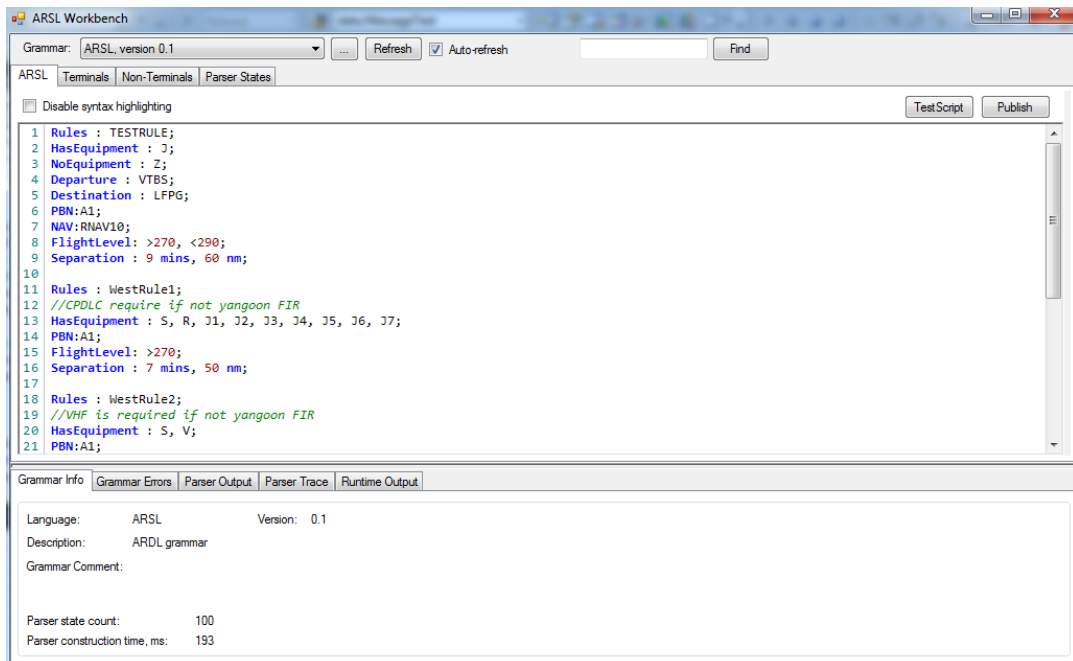 ARSL Workbench
Grammar: ARSL, version 0.1 ... Refresh Auto-refresh Find
ARSL Terminals Non-Terminals Parser States
Disable syntax highlighting TestScript Publish
1 Rules : TESTRULE;
2 HasEquipment : J;
3 NoEquipment : Z;
4 Departure : VTBS;
5 Destination : LFPG;
6 PBN:A1;
7 NAV:RNAV10;
8 FlightLevel: >270, <290;
9 Separation : 9 mins, 60 nm;
10
11 Rules : WestRule1;
12 //CPDLC require if not yangoon FIR
13 HasEquipment : S, R, J1, J2, J3, J4, J5, J6, J7;
14 PBN:A1;
15 FlightLevel: >270;
16 Separation : 7 mins, 50 nm;
17
18 Rules : WestRule2;
19 //VHF is required if not yangoon FIR
20 HasEquipment : S, V;
21 PBN:A1;
Grammar Info Grammar Errors Parser Output Parser Trace Runtime Output
Language: ARSL Version: 0.1
Description: ARDL grammar
Grammar Comment:
Parser state count: 100
Parser construction time, ms: 193